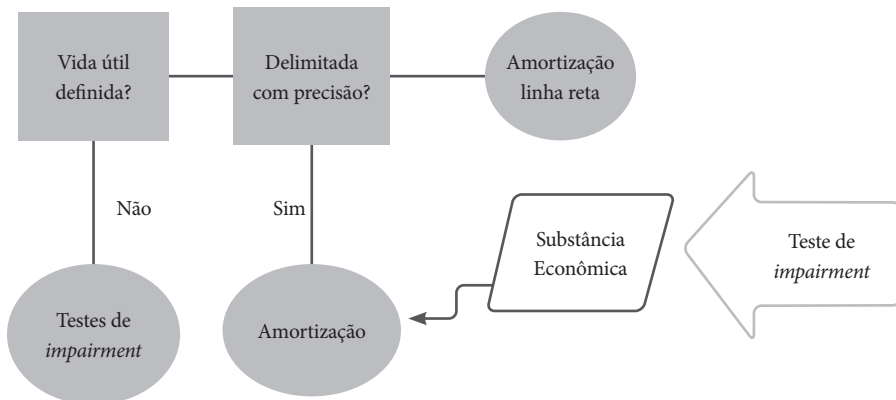 Vida útil
definida?
Delimitada
com precisão?
Amortização
linha reta
Não
Sim
Substância
Econômica
Teste de
impairment
Testes de
impairment
Amortização